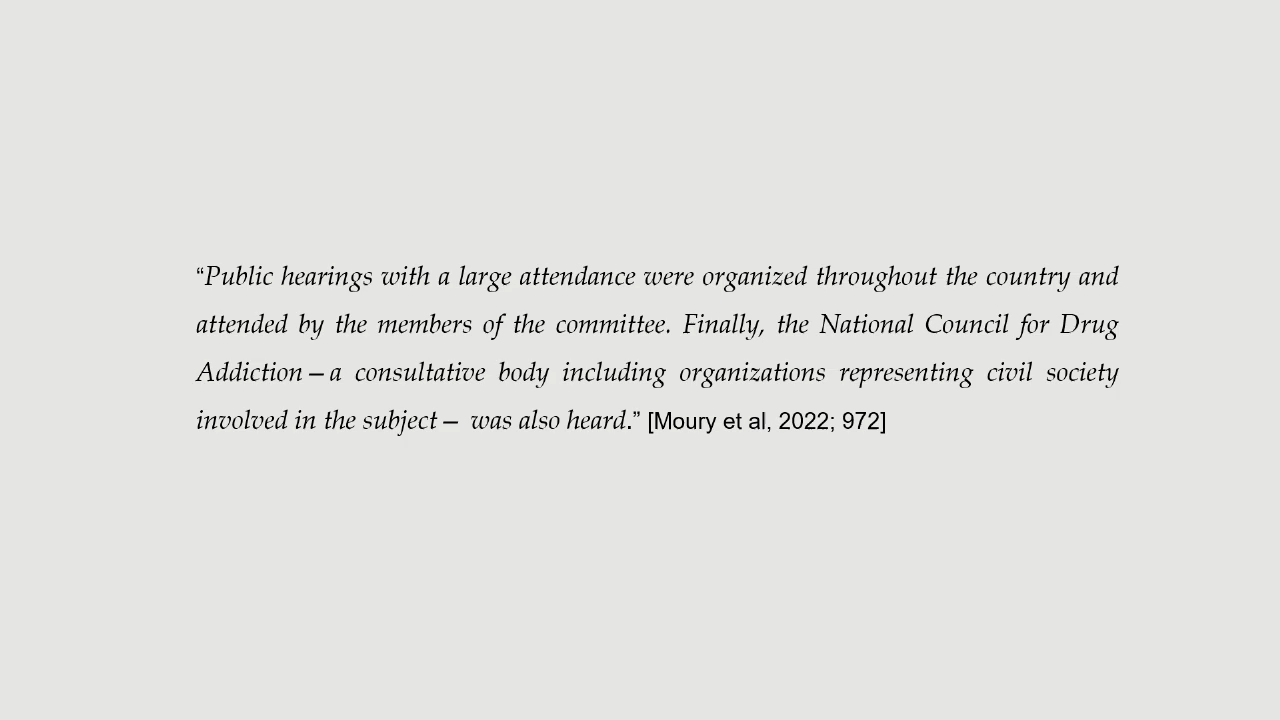 “Public hearings with a large attendance were organized throughout the country and
attended by the members of the committee. Finally, the National Council for Drug
Addiction—a consultative body including organizations representing civil society
involved in the subject— was also heard.” [Moury et al, 2022; 972]